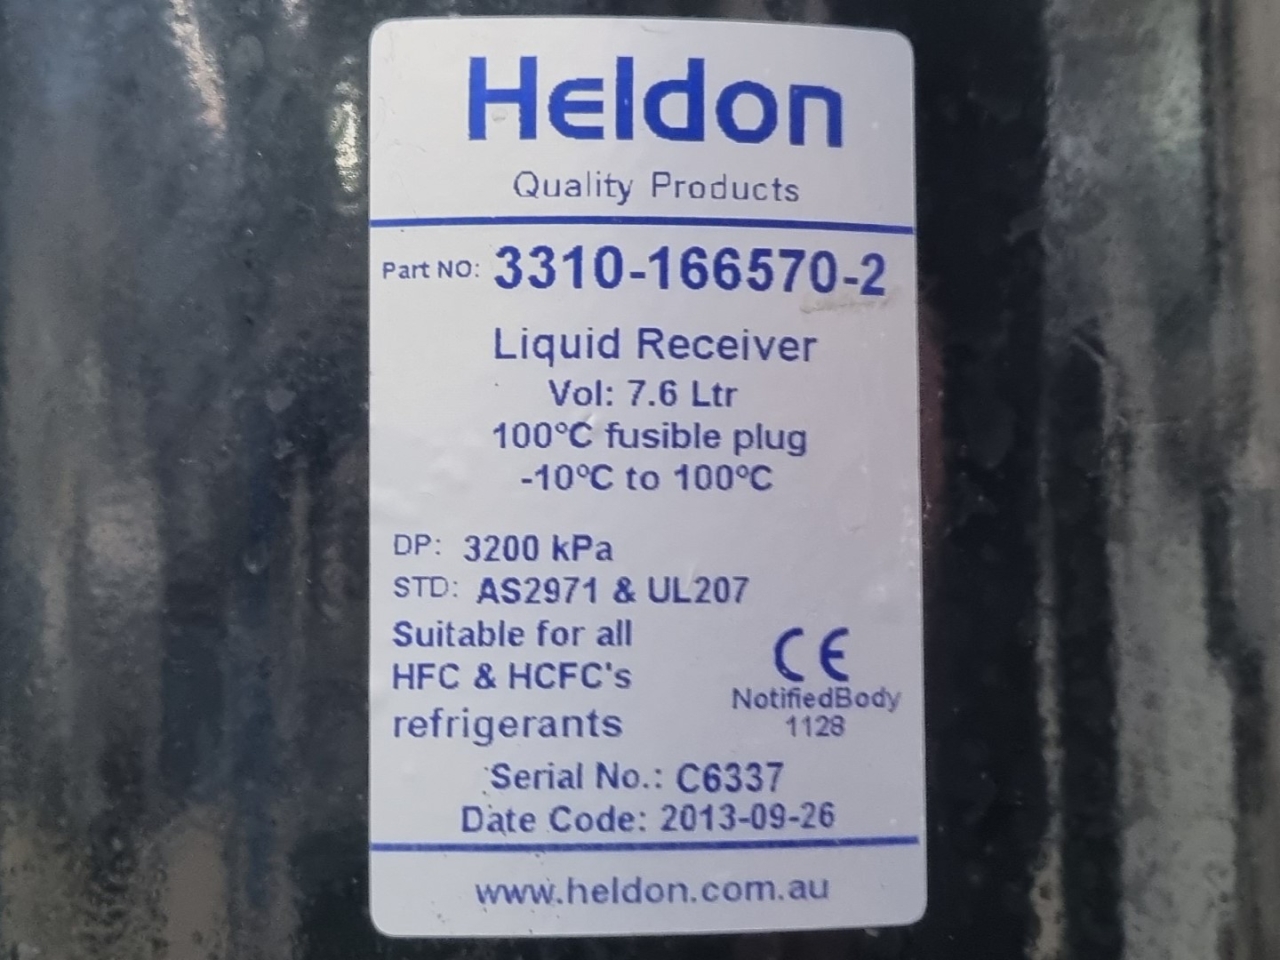 Heldon
Quality Products
Part NO: 3310-166570-2
Liquid Receiver
Vol: 7.6 Ltr
100°C fusible plug
-10°C to 100°C
DP: 3200 kPa
STD: AS2971 & UL207
Suitable for all
HFC & HCFC's
refrigerants
CE
NotifiedBody
1128
Serial No.: C6337
Date Code: 2013-09-26
www.heldon.com.au